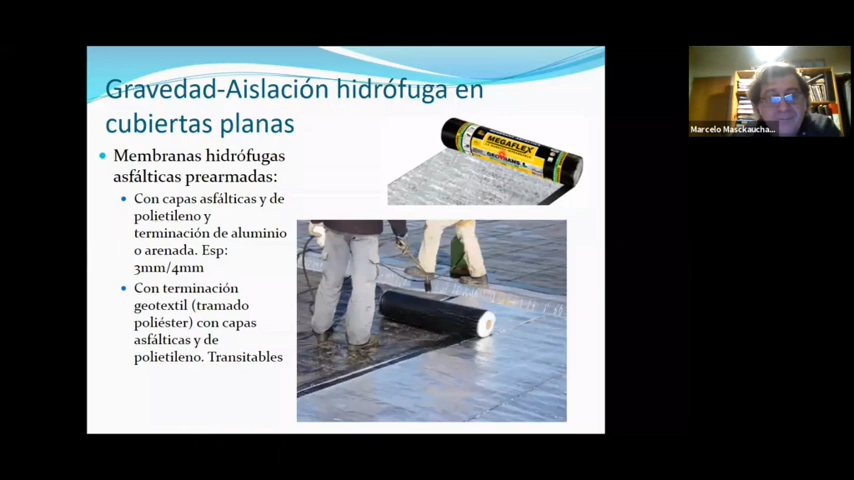 Gravedad-Aislación hidrófuga en
cubiertas planas
Membranas hidrófugas
asfálticas prearmadas:
Con capas asfálticas y de
polietileno y
terminación de aluminio
o arenada. Esp:
3mm/4mm
Con terminación
geotextil (tramado
poliéster) con capas
asfálticas y de
polietileno. Transitables
MEGAFLEX
Marcelo Masckaucha...